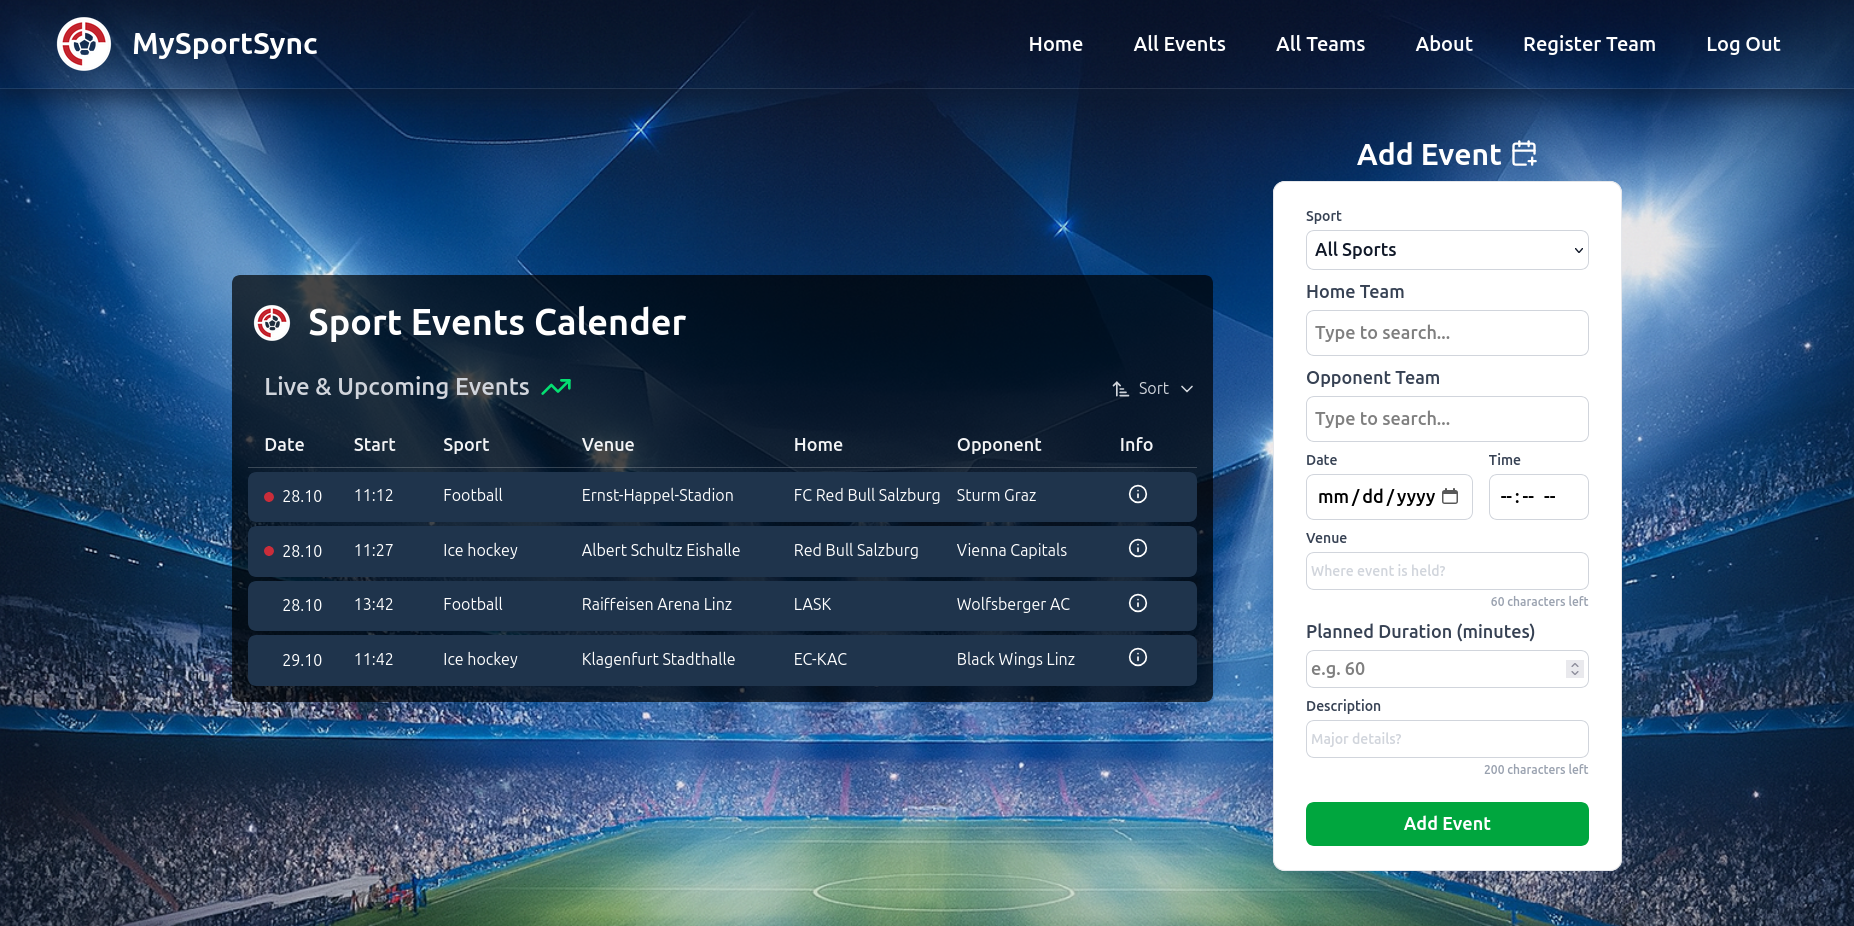 MySportSync
Home All Events All Teams About Register Team Log Out
Sport Events Calender
Live & Upcoming Events
Sort
Date Start Sport Venue Home Opponent Info
28.10 11:12 Football Ernst-Happel-Stadion FC Red Bull Salzburg Sturm Graz
28.10 11:27 Ice hockey Albert Schultz Eishalle Red Bull Salzburg Vienna Capitals
28.10 13:42 Football Raiffeisen Arena Linz LASK Wolfsberger AC
29.10 11:42 Ice hockey Klagenfurt Stadthalle EC-KAC Black Wings Linz
Add Event
Sport
All Sports
Home Team
Type to search...
Opponent Team
Type to search...
Date Time
mm/dd/yyyy --:-- --
Venue
Where event is held?
60 characters left
Planned Duration (minutes)
e.g. 60
Description
Major details?
200 characters left
Add Event